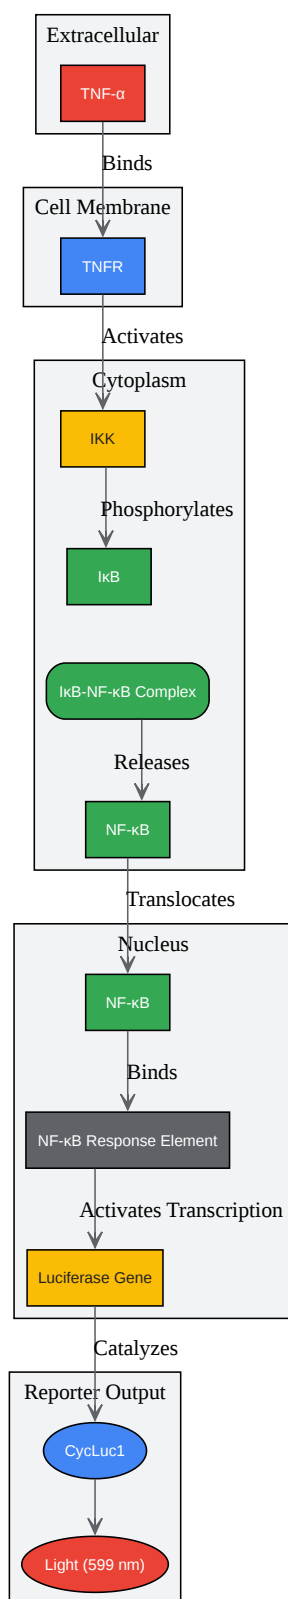 Extracellular
TNF-α
Binds
Cell Membrane
TNFR
Activates
Cytoplasm
IKK
Phosphorylates
IκB
IκB-NF-κB Complex
Releases
NF-κB
Translocates
Nucleus
NF-κB
Binds
NF-κB Response Element
Activates Transcription
Luciferase Gene
Catalyzes
Reporter Output
CycLuc1
Light (599 nm)